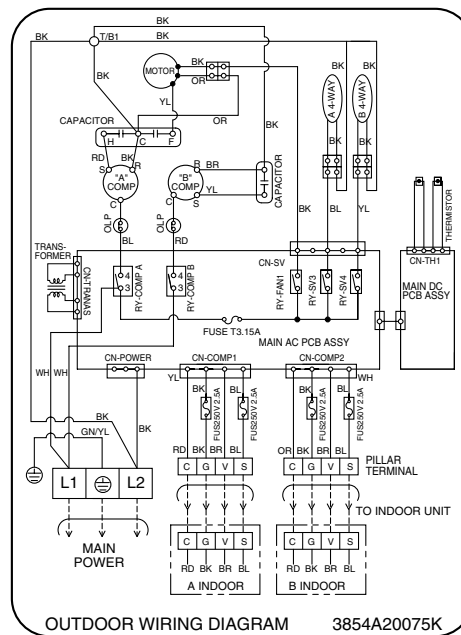 BK
BK
T/B1
BK
BK
MOTOR
BK
OR
YL
OR
BK
BK
BK
A 4-WAY
B 4-WAY
CAPACITOR
H
C
F
RD
BK
S
R
"A"
COMP
C
R
BR
"B"
COMP
YL
C
S
CAPACITOR
BK
BK
THERMISTOR
OLP
BL
OLP
RD
BK
BL
YL
TRANS-
FORMER
CN-TRANAS
4
3
RY-COMP A
4
3
RY-COMP B
CN-SV
RY-FAN1
RY-SV3
RY-SV4
CN-TH1
MAIN DC
PCB ASSY
FUSE T3.15A
MAIN AC PCB ASSY
WH
WH
CN-POWER
CN-COMP1
CN-COMP2
YL
BK
BL
BK
BL
WH
FUS250V 2.5A
FUS250V 2.5A
FUS250V 2.5A
FUS250V 2.5A
BK
GN/YL
BK
RD
BK
BR
BL
OR
BK
BR
BL
L1
L2
C
G
V
S
C
G
V
S
PILLAR
TERMINAL
TO INDOOR UNIT
MAIN
POWER
C
G
V
S
C
G
V
S
RD
BK
BR
BL
RD
BK
BR
BL
A INDOOR
B INDOOR
OUTDOOR WIRING DIAGRAM
3854A20075K